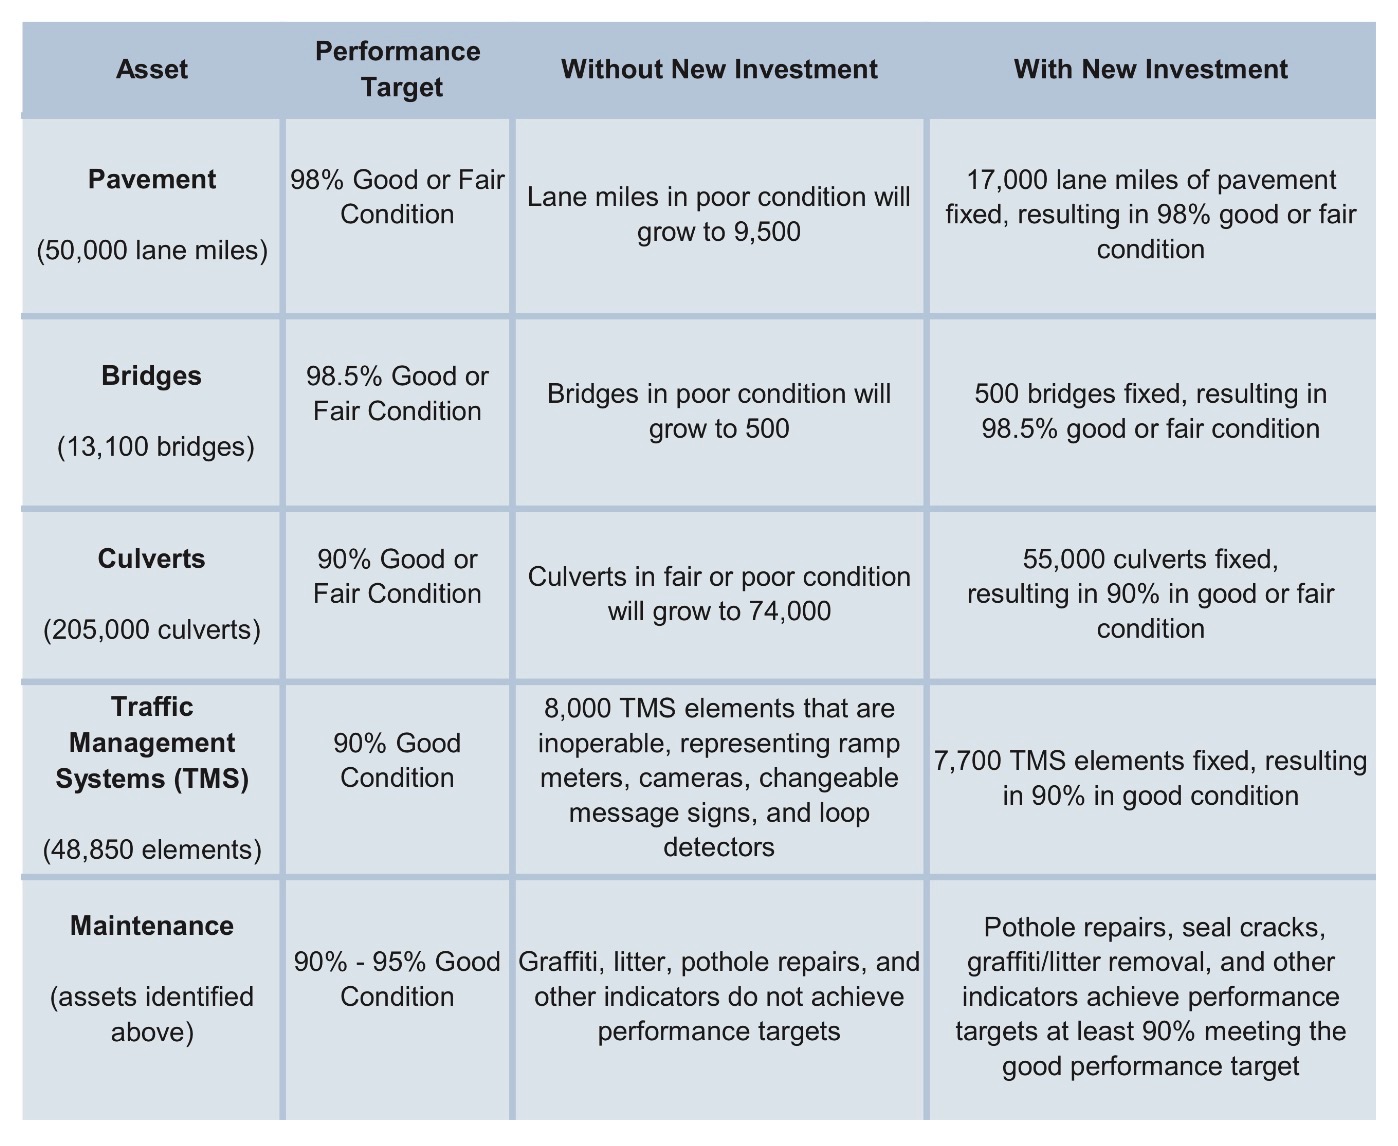 Asset
Performance
Target
Without New Investment
With New Investment
Pavement
(50,000 lane miles)
98% Good or Fair
Condition
Lane miles in poor condition will
grow to 9,500
17,000 lane miles of pavement
fixed, resulting in 98% good or fair
condition
Bridges
(13,100 bridges)
98.5% Good or
Fair Condition
Bridges in poor condition will
grow to 500
500 bridges fixed, resulting in
98.5% good or fair condition
Culverts
(205,000 culverts)
90% Good or
Fair Condition
Culverts in fair or poor condition
will grow to 74,000
55,000 culverts fixed,
resulting in 90% in good or fair
condition
Traffic
Management
Systems (TMS)
(48,850 elements)
90% Good
Condition
8,000 TMS elements that are
inoperable, representing ramp
meters, cameras, changeable
message signs, and loop
detectors
7,700 TMS elements fixed, resulting
in 90% in good condition
Maintenance
(assets identified
above)
90% - 95% Good
Condition
Graffiti, litter, pothole repairs, and
other indicators do not achieve
performance targets
Pothole repairs, seal cracks,
graffiti/litter removal, and other
indicators achieve performance
targets at least 90% meeting the
good performance target